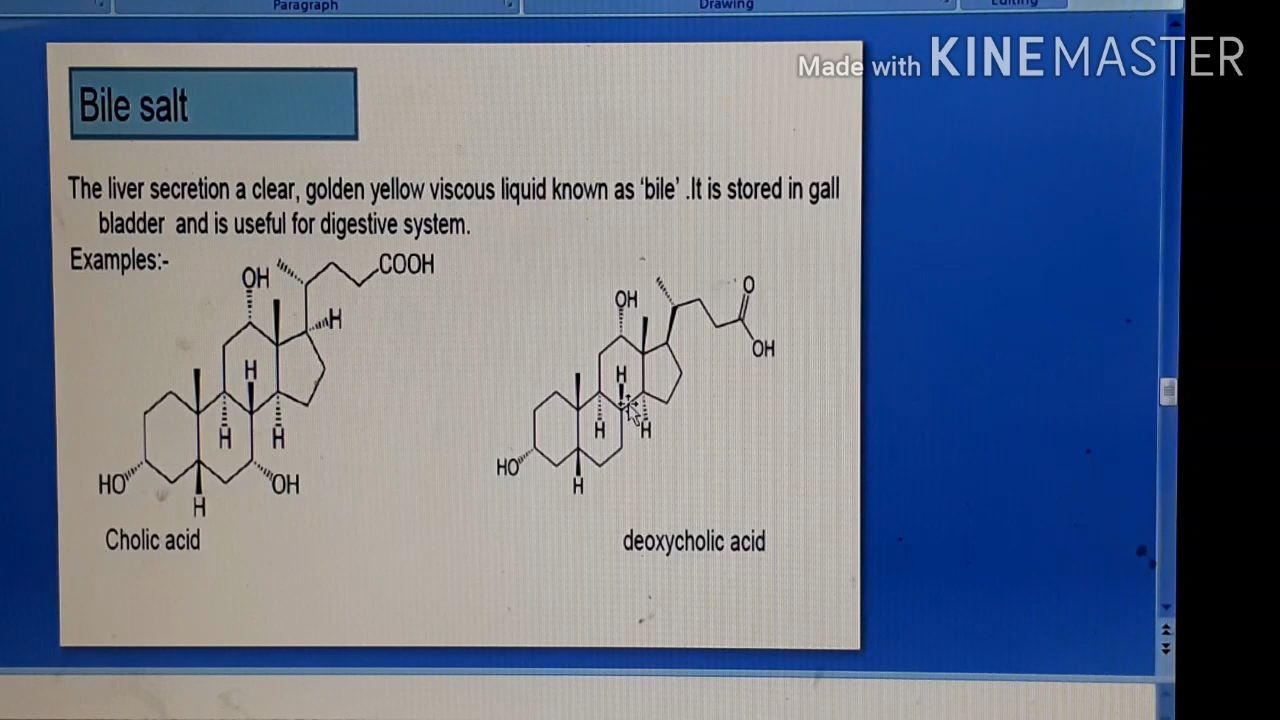 Paragraph
Drawing
Editing
Made with KINEMASTER
Bile salt
The liver secretion a clear, golden yellow viscous liquid known as ‘bile’ .It is stored in gall
bladder and is useful for digestive system.
Examples:-
OH
COOH
H
H
H
H
HO
OH
H
Cholic acid
OH
O
OH
H
H
H
HO
H
deoxycholic acid